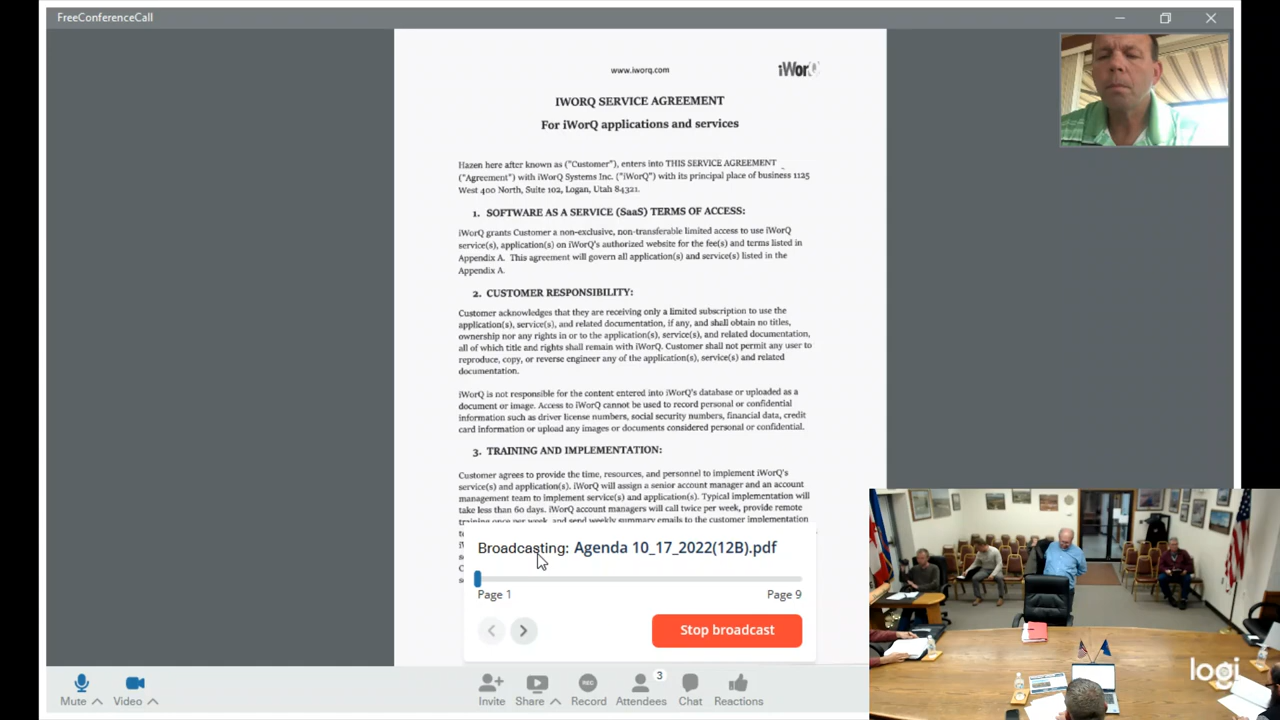 FreeConferenceCall
www.iworq.com
iWorQ
IWORQ SERVICE AGREEMENT
For iWorQ applications and services
Hazen here after known as ("Customer"), enters into THIS SERVICE AGREEMENT
("Agreement") with iWorQ Systems Inc. ("iWorQ") with its principal place of business 1125
West 400 North, Suite 102, Logan, Utah 84321.
1. SOFTWARE AS A SERVICE (SaaS) TERMS OF ACCESS:
iWorQ grants Customer a non-exclusive, non-transferable limited access to use iWorQ
service(s), application(s) on iWorQ's authorized website for the fee(s) and terms listed in
Appendix A. This agreement will govern all application(s) and service(s) listed in the
Appendix A.
2. CUSTOMER RESPONSIBILITY:
Customer acknowledges that they are receiving only a limited subscription to use the
application(s), service(s), and related documentation, if any, and shall obtain no titles,
ownership nor any rights in or to the application(s), service(s), and related documentation,
all of which title and rights shall remain with iWorQ. Customer shall not permit any user to
reproduce, copy, or reverse engineer any of the application(s), service(s) and related
documentation.
iWorQ is not responsible for the content entered into iWorQ's database or uploaded as a
document or image. Access to iWorQ cannot be used to record personal or confidential
information such as driver license numbers, social security numbers, financial data, credit
card information or upload any images or documents considered personal or confidential.
3. TRAINING AND IMPLEMENTATION:
Customer agrees to provide the time, resources, and personnel to implement iWorQ's
service(s) and application(s). iWorQ will assign a senior account manager and an account
management team to implement service(s) and application(s). Typical implementation will
take less than 60 days. iWorQ account managers will call twice per week, provide remote
training once per week, and send weekly summary emails to the customer implementation
Broadcasting: Agenda 10_17_2022(12B).pdf
Page 1 Page 9
Stop broadcast
Mute Video Invite Share Record Attendees 3 Chat Reactions
REC
logi